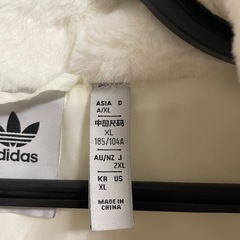 adidas
ASIA D
A/XL
中国尺码
XL
185/104A
AU/NZ J
2XL
KR US
XL
MADE IN
CHINA